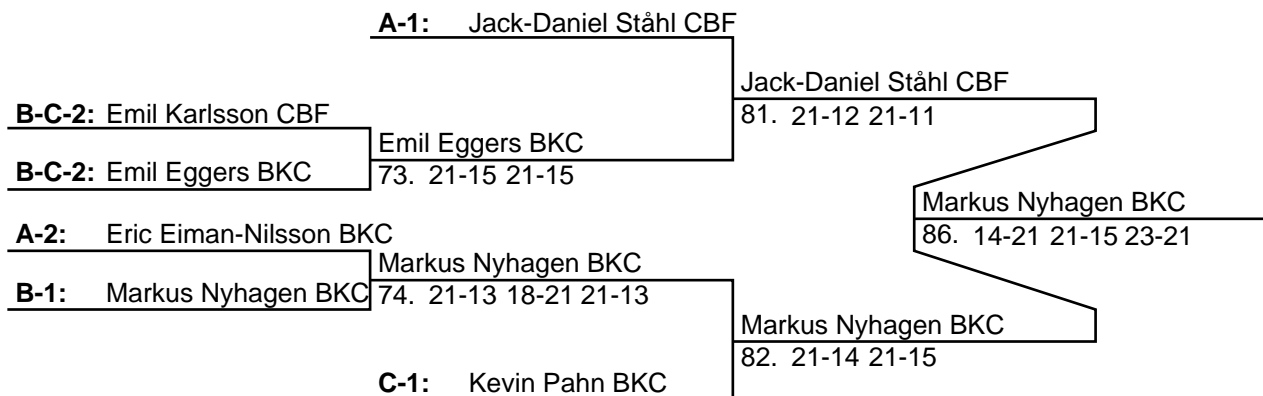 A-1: Jack-Daniel Ståhl CBF
Jack-Daniel Ståhl CBF
81. 21-12 21-11
B-C-2: Emil Karlsson CBF
Emil Eggers BKC
73. 21-15 21-15
B-C-2: Emil Eggers BKC
Markus Nyhagen BKC
86. 14-21 21-15 23-21
A-2: Eric Eiman-Nilsson BKC
Markus Nyhagen BKC
74. 21-13 18-21 21-13
B-1: Markus Nyhagen BKC
Markus Nyhagen BKC
82. 21-14 21-15
C-1: Kevin Pahn BKC